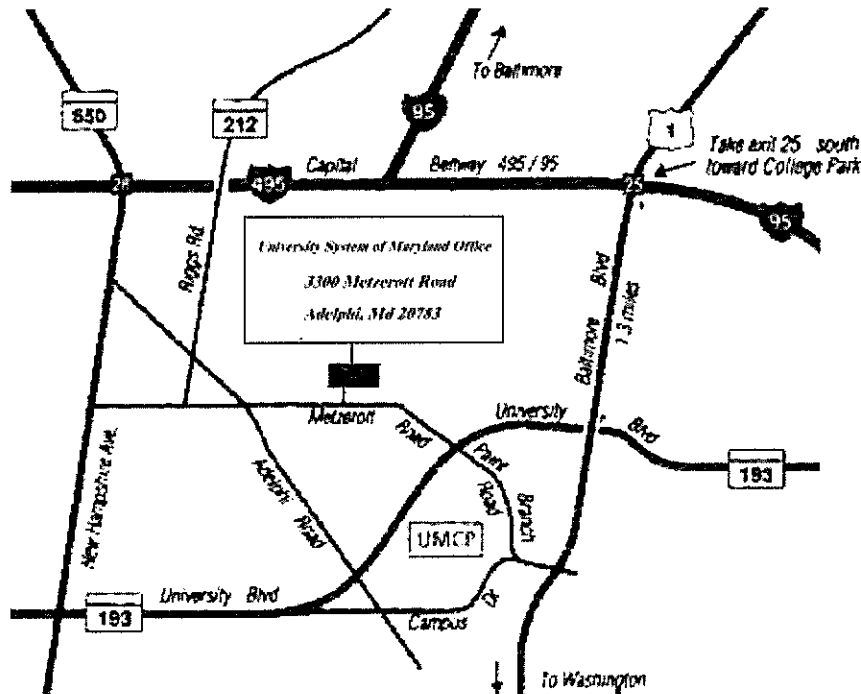 To Baltimore
650
212
95
1
Take exit 25 south
toward College Park
28
495
Capital Beltway 495 / 95
25
95
University System of Maryland Office
3300 Metzerott Road
Adelphi, Md 20783
Riggs Rd.
Baltimore Blvd
1.3 miles
Metzerott Road
University Blvd
193
New Hampshire Ave.
Adelphi Road
Paint Branch
Road
UMCP
University Blvd
193
Campus Dr
To Washington